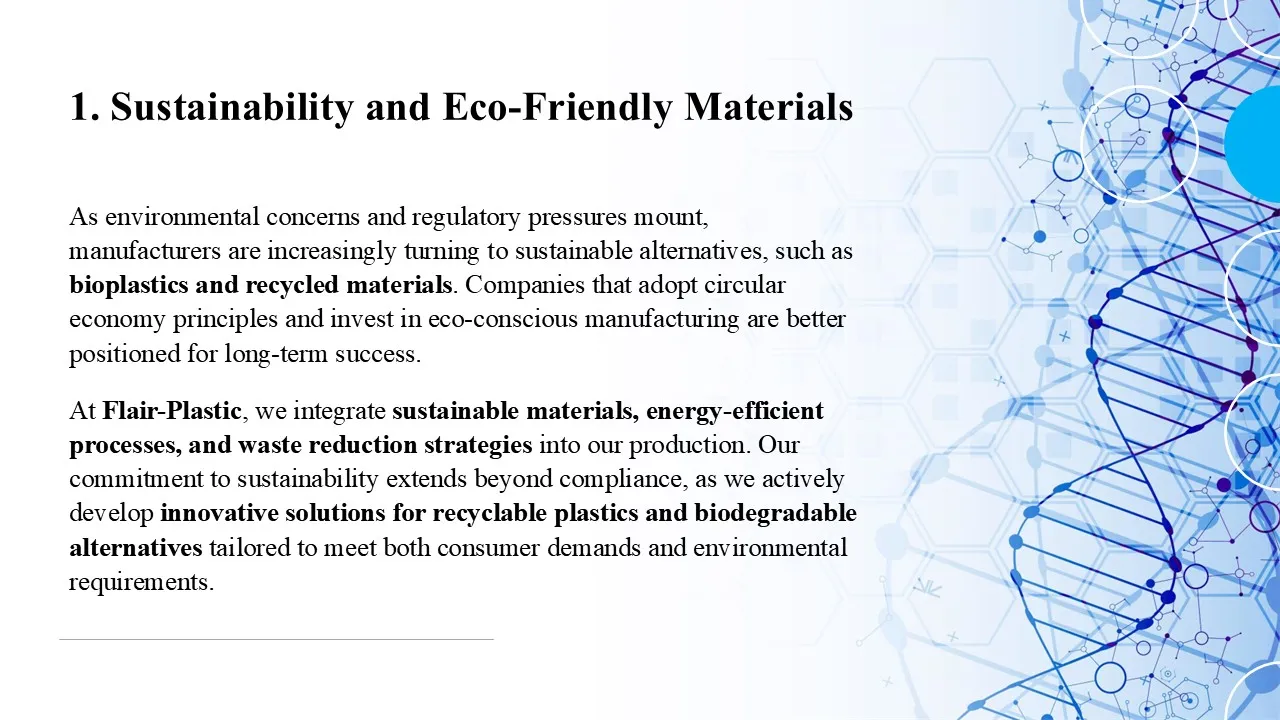 1. Sustainability and Eco-Friendly Materials
As environmental concerns and regulatory pressures mount,
manufacturers are increasingly turning to sustainable alternatives, such as
bioplastics and recycled materials. Companies that adopt circular
economy principles and invest in eco-conscious manufacturing are better
positioned for long-term success.
At Flair-Plastic, we integrate sustainable materials, energy-efficient
processes, and waste reduction strategies into our production. Our
commitment to sustainability extends beyond compliance, as we actively
develop innovative solutions for recyclable plastics and biodegradable
alternatives tailored to meet both consumer demands and environmental
requirements.